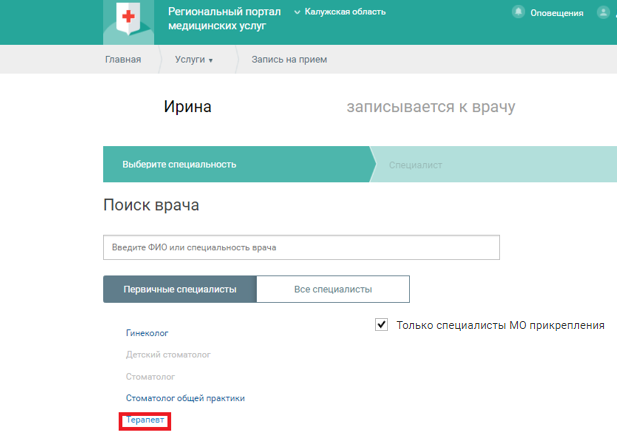 Региональный портал
медицинских услуг
Калужская область
Оповещения
Главная
Услуги
Запись на прием
Ирина
записывается к врачу
Выберите специальность
Специалист
Поиск врача
Введите ФИО или специальность врача
Первичные специалисты
Все специалисты
Только специалисты МО прикрепления
Гинеколог
Детский стоматолог
Стоматолог
Стоматолог общей практики
Терапевт